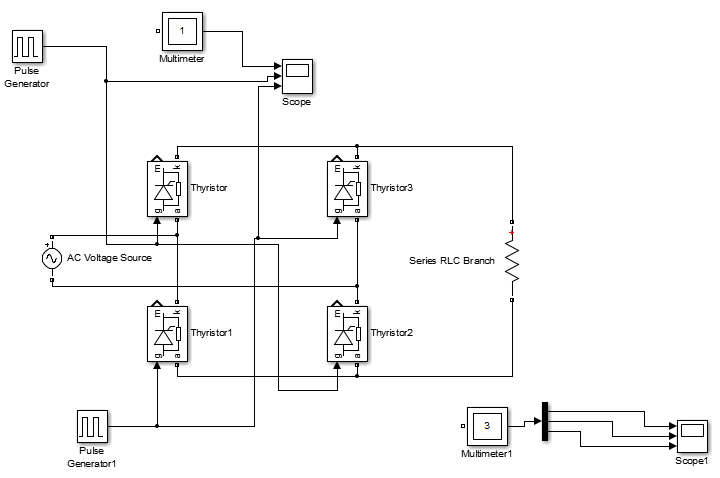 1
Multimeter
Pulse
Generator
Scope
m k
Thyristor
g a
m k
Thyristor3
g a
+
AC Voltage Source
+
Series RLC Branch
m k
Thyristor1
g a
m k
Thyristor2
g a
Pulse
Generator1
3
Multimeter1
Scope1